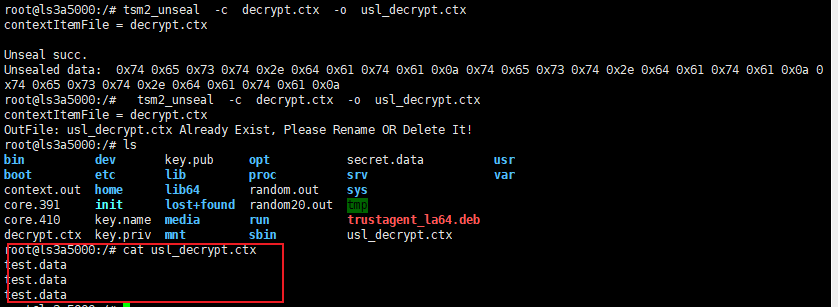 root@ls3a5000:/# tsm2_unseal  -c  decrypt.ctx  -o  usl_decrypt.ctx
contextItemFile = decrypt.ctx
Unseal succ.
Unsealed data:  0x74 0x65 0x73 0x74 0x2e 0x64 0x61 0x74 0x61 0x0a 0x74 0x65 0x73 0x74 0x2e 0x64 0x61 0x74 0x61 0x0a 0
x74 0x65 0x73 0x74 0x2e 0x64 0x61 0x74 0x61 0x0a
root@ls3a5000:/#   tsm2_unseal  -c  decrypt.ctx  -o  usl_decrypt.ctx
contextItemFile = decrypt.ctx
OutFile: usl_decrypt.ctx Already Exist, Please Rename OR Delete It!
root@ls3a5000:/# ls
bin          dev       key.pub     opt           secret.data          usr
boot         etc       lib         proc          srv                  var
context.out  home      lib64       random.out    sys
core.391     init      lost+found  random20.out  tmp
core.410     key.name  media       run           trustagent_la64.deb
decrypt.ctx  key.priv  mnt         sbin          usl_decrypt.ctx
root@ls3a5000:/# cat usl_decrypt.ctx
test.data
test.data
test.data